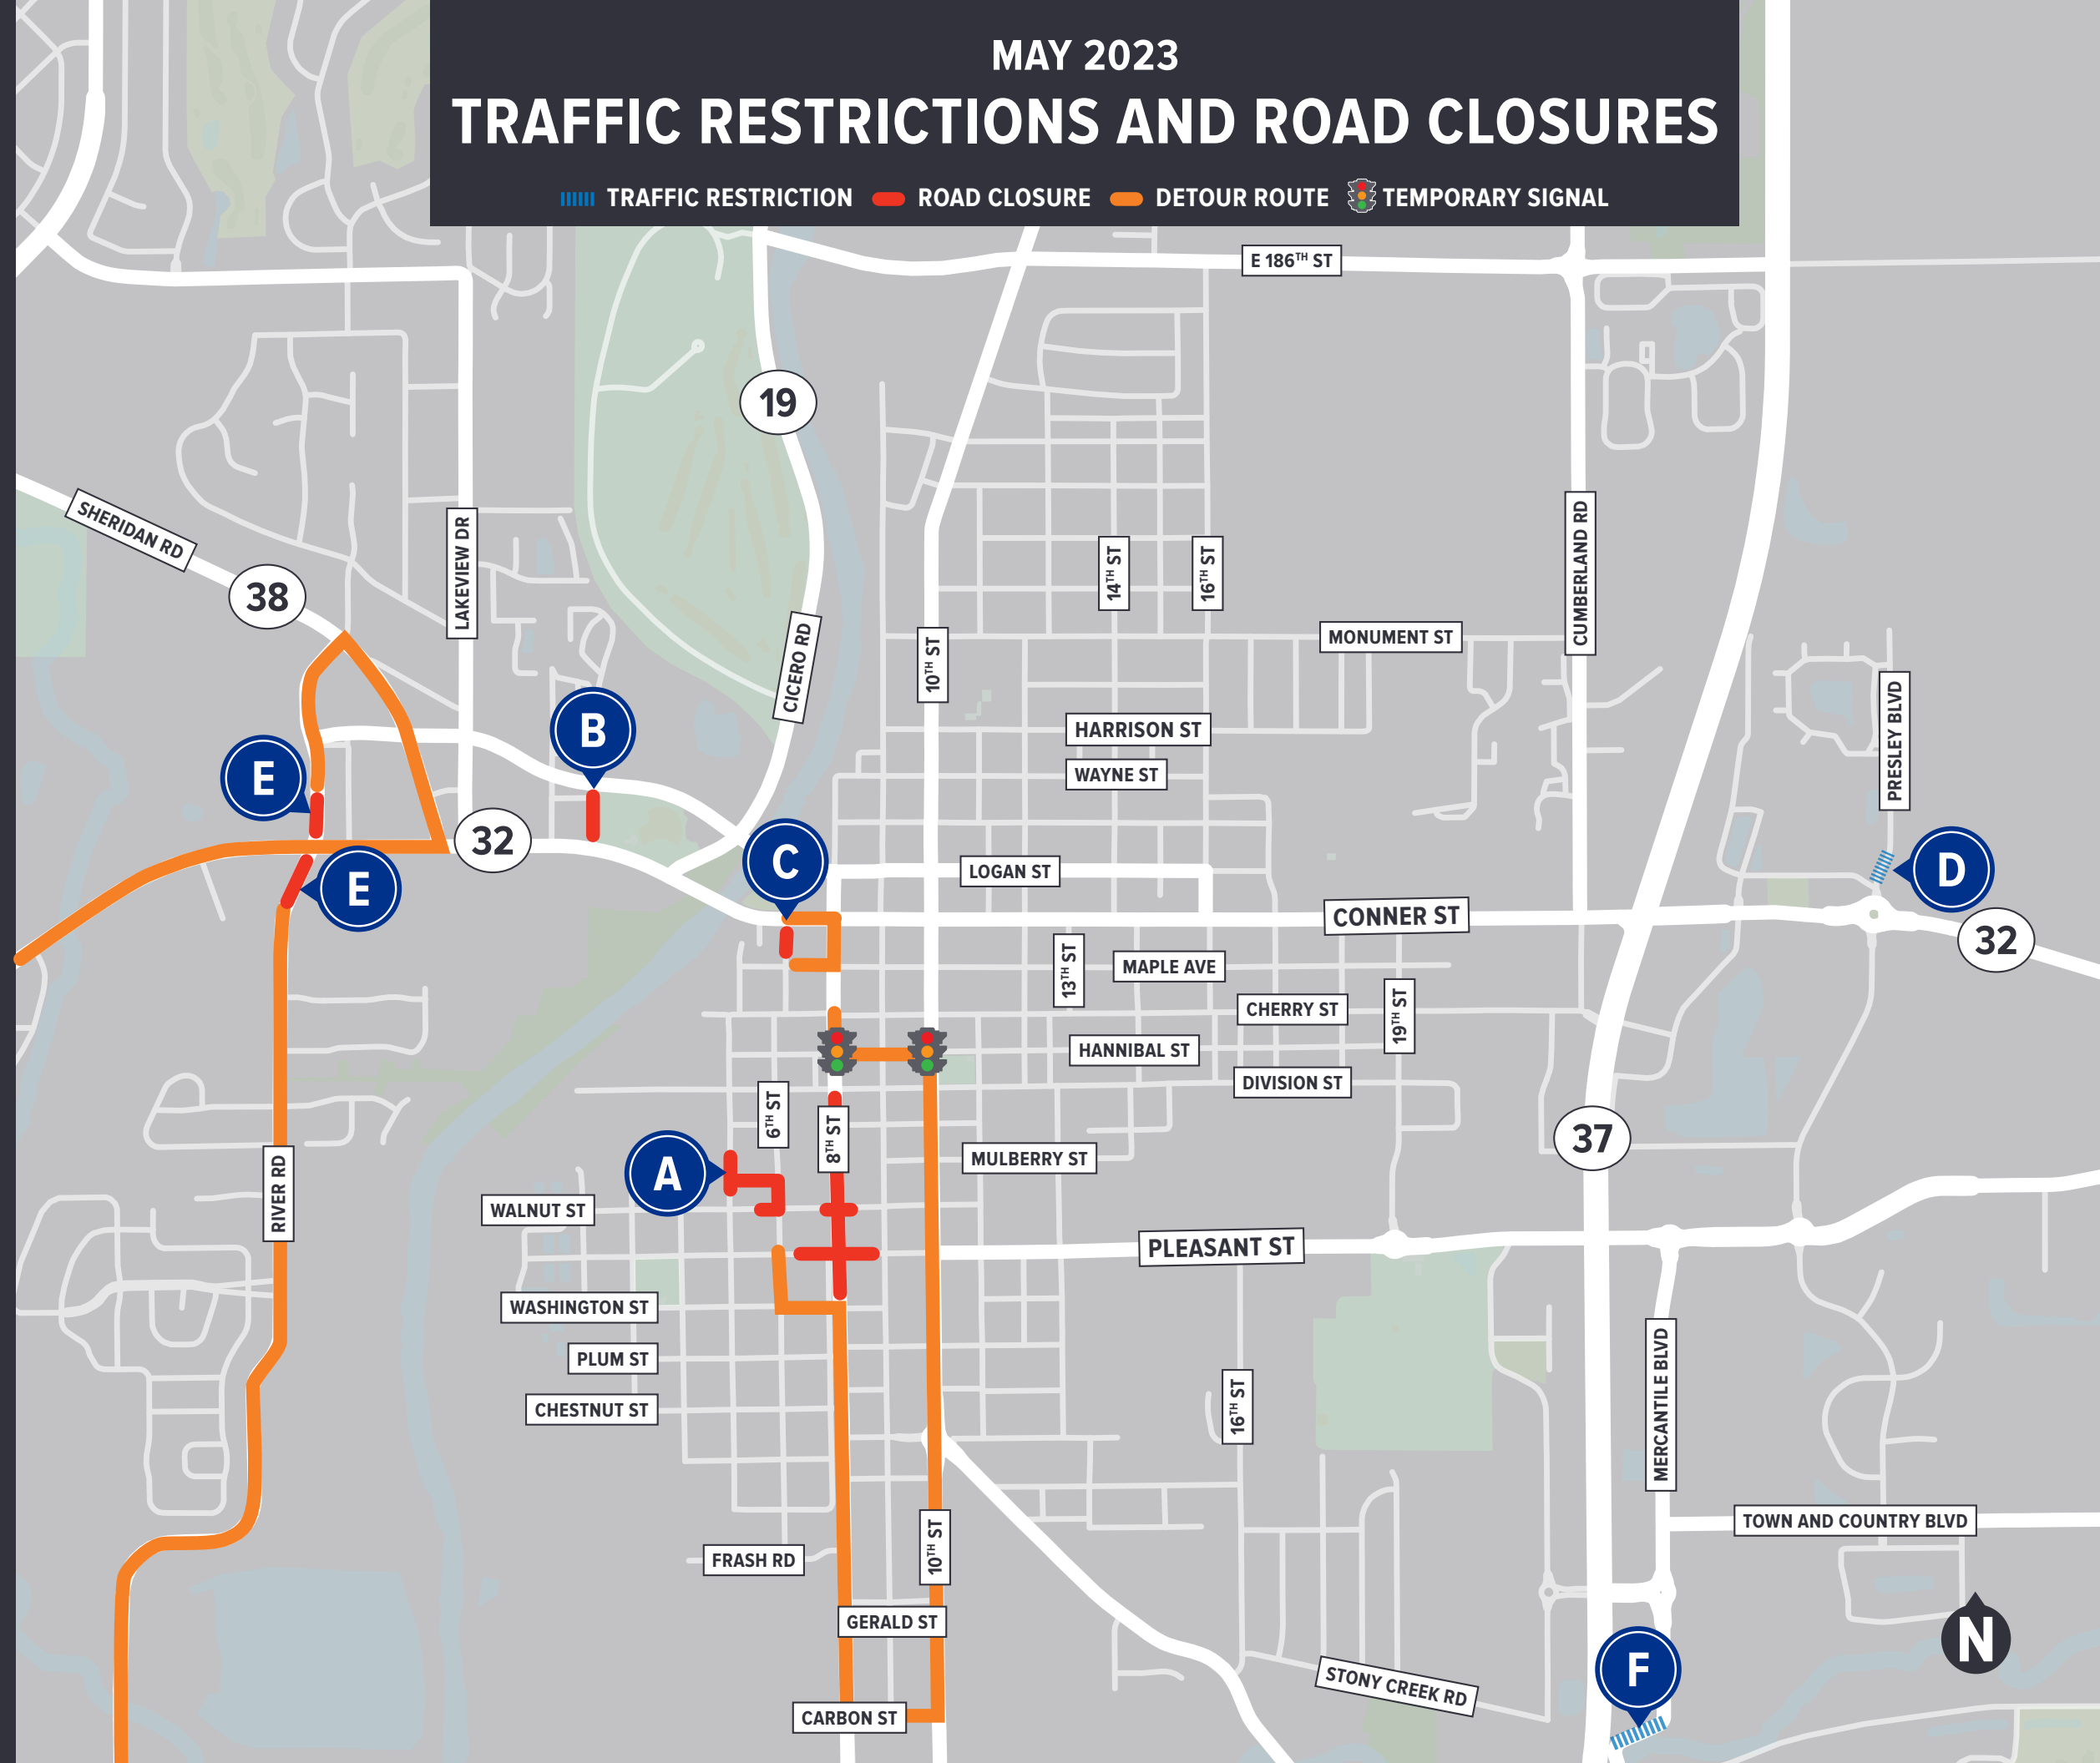 MAY 2023
TRAFFIC RESTRICTIONS AND ROAD CLOSURES
TRAFFIC RESTRICTION ROAD CLOSURE DETOUR ROUTE TEMPORARY SIGNAL
E 186TH ST
19
SHERIDAN RD
38
LAKEVIEW DR
14TH ST
16TH ST
CUMBERLAND RD
CICERO RD
10TH ST
MONUMENT ST
B
HARRISON ST
PRESLEY BLVD
E
WAYNE ST
32
C
LOGAN ST
D
E
CONNER ST
32
13TH ST
MAPLE AVE
CHERRY ST
19TH ST
HANNIBAL ST
DIVISION ST
6TH ST
8TH ST
37
A
MULBERRY ST
RIVER RD
WALNUT ST
PLEASANT ST
WASHINGTON ST
PLUM ST
CHESTNUT ST
16TH ST
MERCANTILE BLVD
TOWN AND COUNTRY BLVD
10TH ST
FRASH RD
GERALD ST
N
F
STONY CREEK RD
CARBON ST